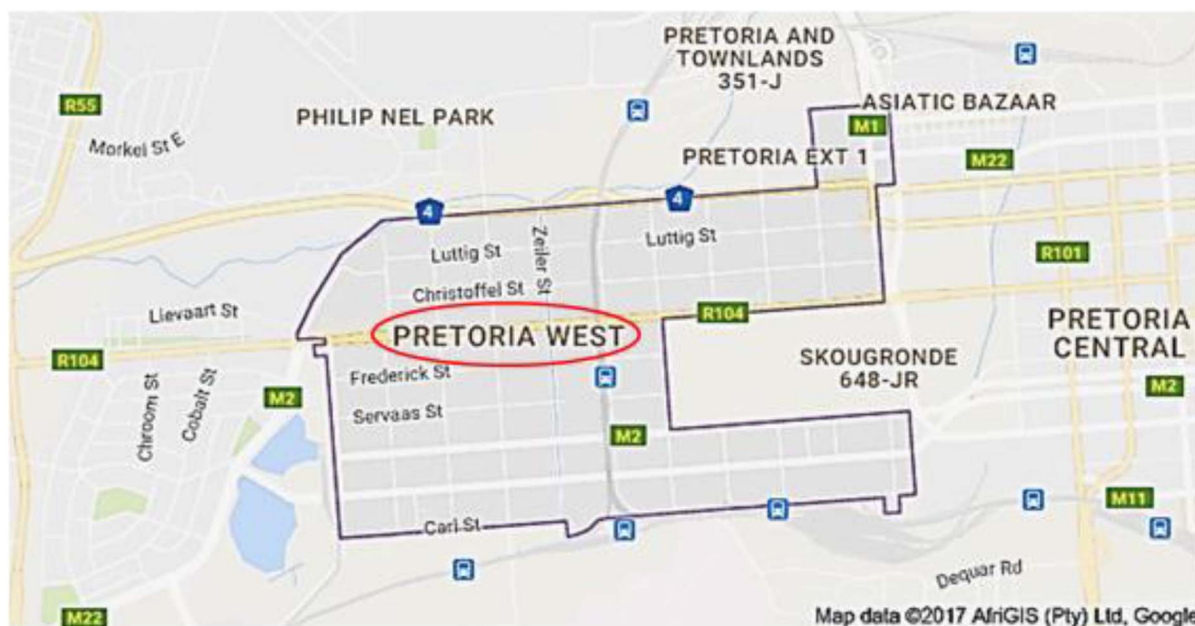 PRETORIA AND
TOWNLANDS
351-J
R55
ASIATIC BAZAAR
PHILIP NEL PARK
M1
Morkel St E
PRETORIA EXT 1
M22
4
4
Luttig St
Zeiler St
Luttig St
R101
Christoffel St
Lievaart St
R104
PRETORIA WEST
PRETORIA
CENTRAL
R104
SKOUGRONDE
648-JR
Frederick St
M2
M2
Chroom St
Cobalt St
Servaas St
M2
M11
Carl St
Dequar Rd
M22
Map data ©2017 AfriGIS (Pty) Ltd, Google